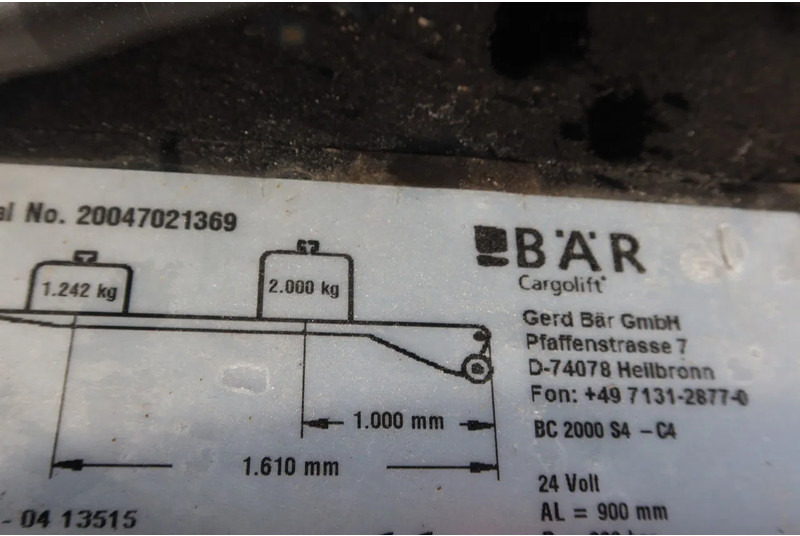 al No. 20047021369
BÄR
Cargolift
1.242 kg
2.000 kg
Gerd Bär GmbH
Pfaffenstrasse 7
D-74078 Heilbronn
Fon: +49 7131-2877-0
1.000 mm
BC 2000 S4 - C4
1.610 mm
24 Volt
AL = 900 mm
- 04 13515